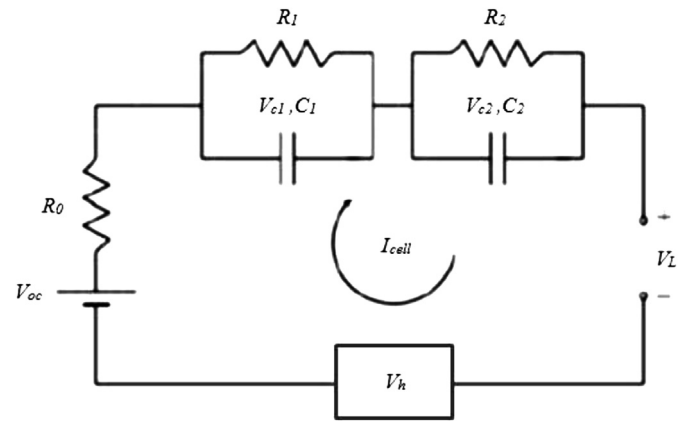 R1
R2
Vc1 ,C1
Vc2 ,C2
R0
Icell
+
VL
Voc
−
Vh